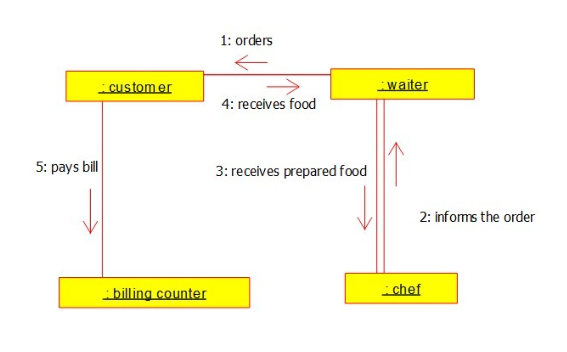 1: orders
: customer
: waiter
4: receives food
5: pays bill
3: receives prepared food
2: informs the order
: billing counter
: chef